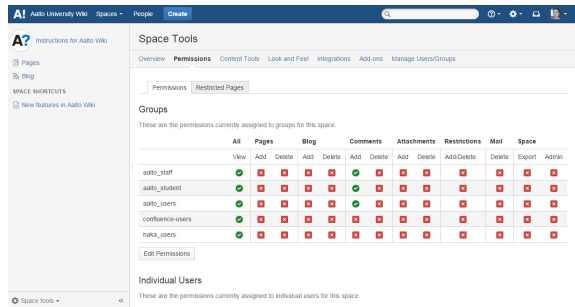 A! Aalto University Wiki Spaces People Create
A? Instructions for Aalto Wiki
Pages
Blog
SPACE SHORTCUTS
New features in Aalto Wiki
Space Tools
Overview Permissions Content Tools Look and Feel Integrations Add-ons Manage Users/Groups
Permissions Restricted Pages
Groups
These are the permissions currently assigned to groups for this space.
All Pages Blog Comments Attachments Restrictions Mail Space
View Add Delete Add Delete Add Delete Add Delete Add/Delete Delete Export Admin
aalto_staff
aalto_student
aalto_users
confluence-users
haka_users
Edit Permissions
Individual Users
These are the permissions currently assigned to individual users for this space.
Space tools «